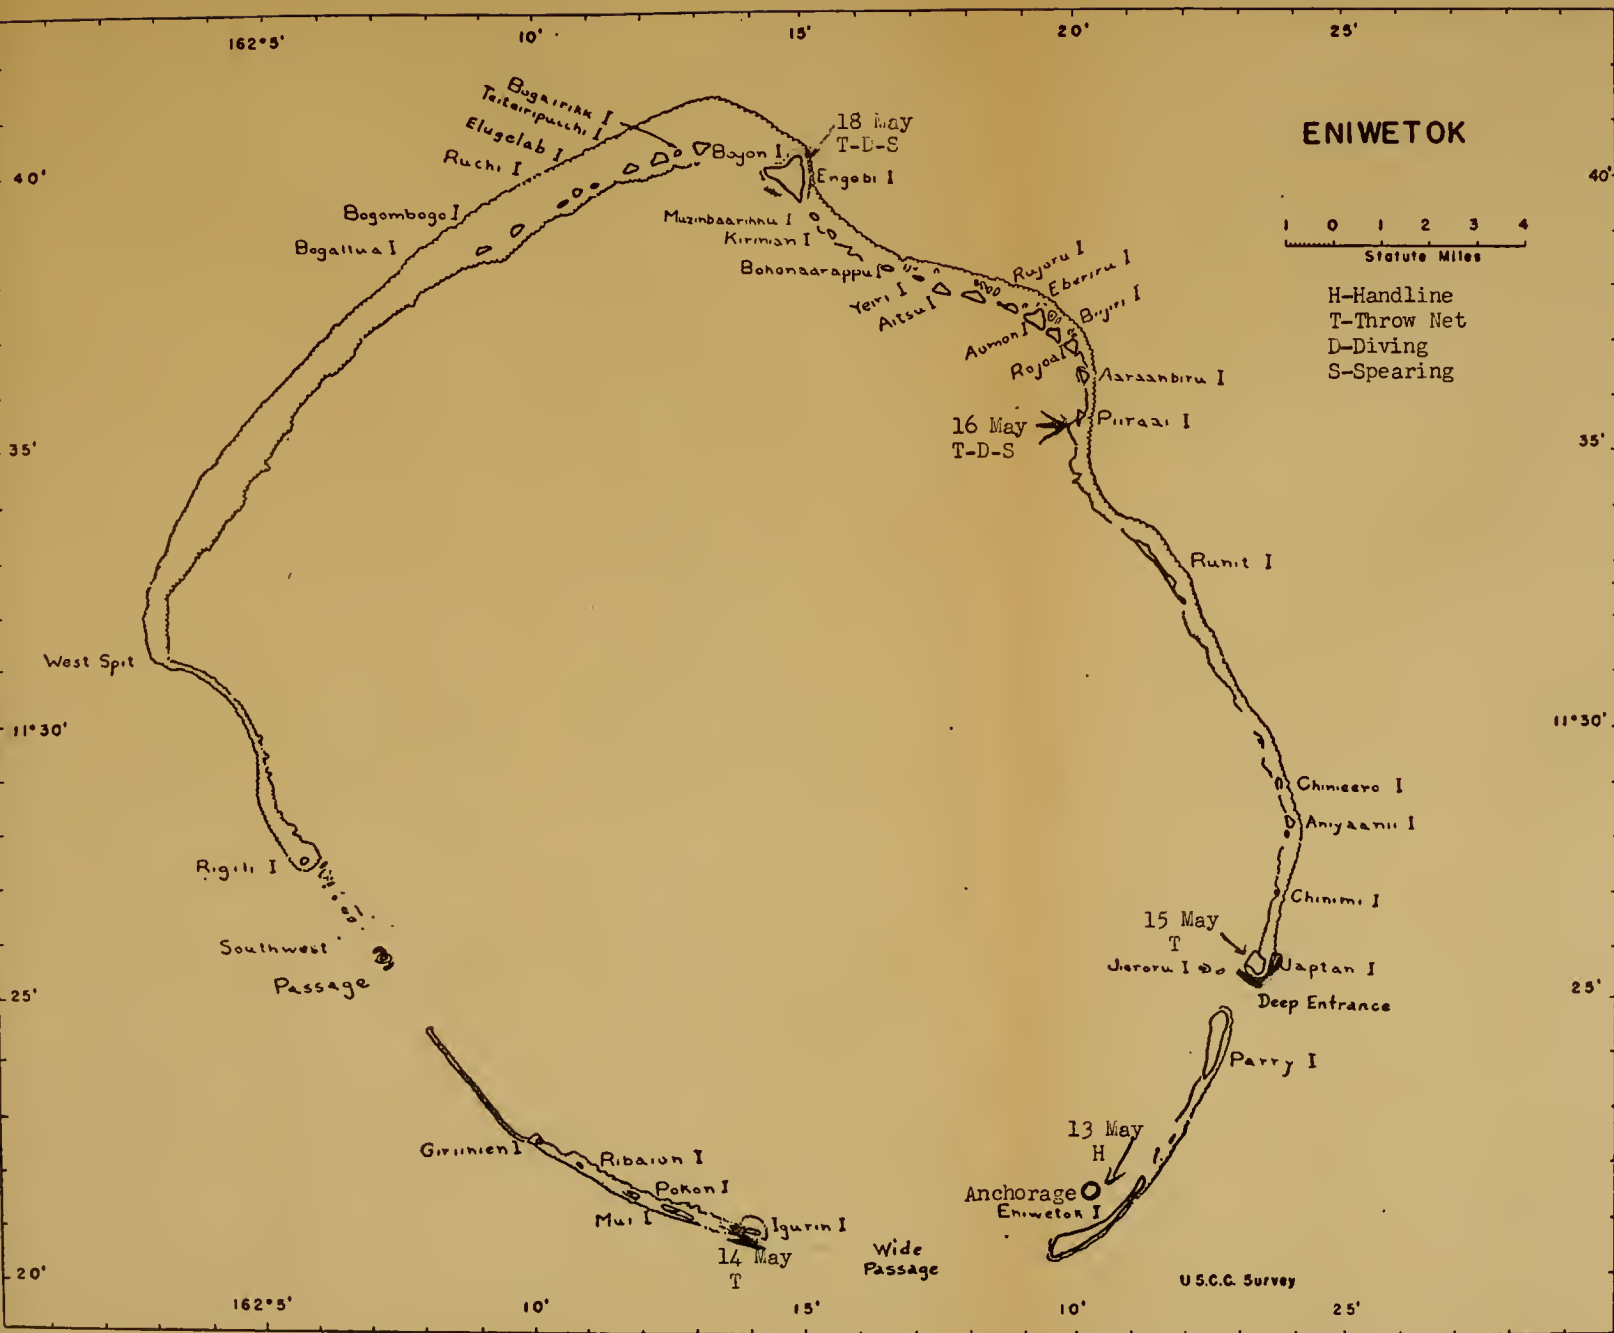 162°5' 10' 15' 20' 25'
ENIWETOK
Bogairikk I
Teiteiripucchi I
Elugelab I
Ruchi I
Bogombogo I
Bogallua I
Bogon I
18 May
T-D-S
Engebi I
Muzinbaarikku I
Kirinian I
Bokonaarappu I
Yeiri I
Aitsu I
Rujoru I
Eberiru I
Aomon I
Biijiri I
Rojoa I
Aaraanbiru I
16 May
T-D-S
Piiraai I
Runit I
40'
40'
1 0 1 2 3 4
Statute Miles
H-Handline
T-Throw Net
D-Diving
S-Spearing
35'
35'
West Spit
11°30'
11°30'
Chinieero I
Aniyaanii I
Rigili I
Chinimi I
15 May
T
Southwest
Passage
Jieroru I
Japtan I
Deep Entrance
25'
25'
Parry I
13 May
H
Giriinien I
Ribaion I
Pokon I
Mui I
Igurin I
14 May
T
Anchorage
Eniwetok I
Wide
Passage
20'
U.S.C.C. Survey
162°5' 10' 15' 10' 25'